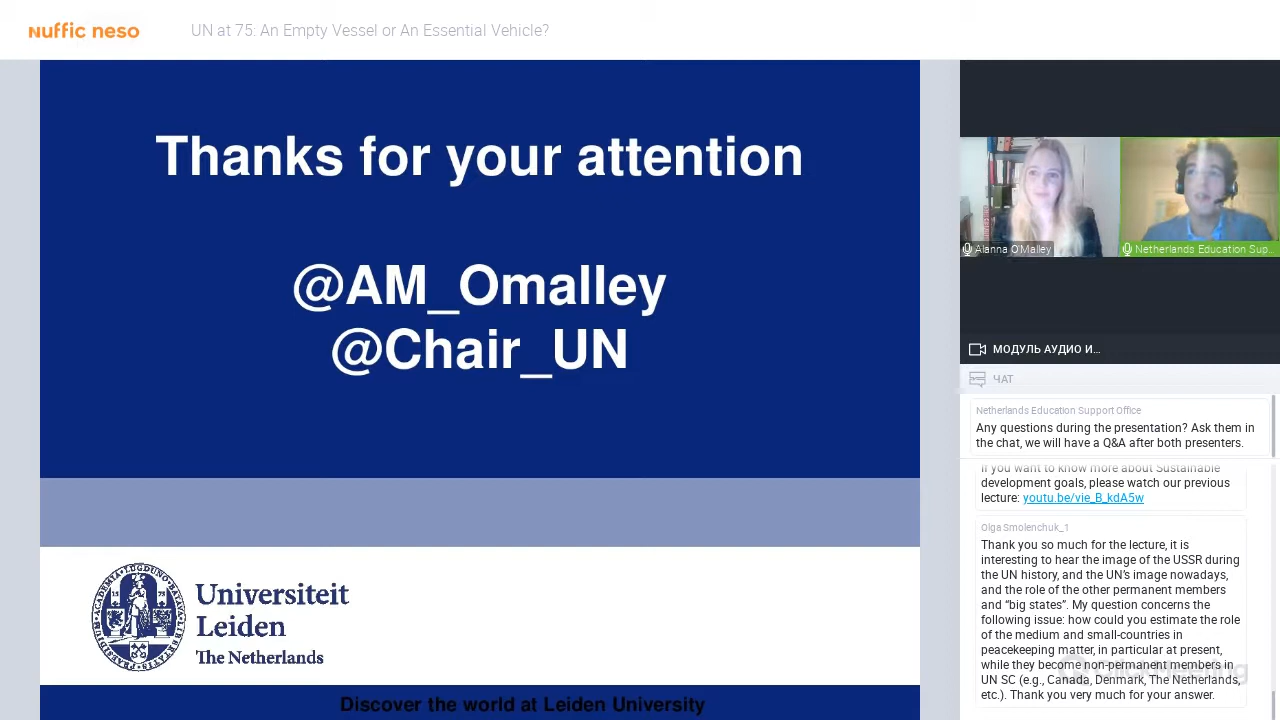 nuffic neso
UN at 75: An Empty Vessel or An Essential Vehicle?
Thanks for your attention
@AM_Omalley
@Chair_UN
Universiteit
Leiden
The Netherlands
Discover the world at Leiden University
Alanna O'Malley
Netherlands Education Sup...
МОДУЛЬ АУДИО И...
ЧАТ
Netherlands Education Support Office
Any questions during the presentation? Ask them in
the chat, we will have a Q&A after both presenters.
If you want to know more about Sustainable
development goals, please watch our previous
lecture: youtu.be/vie_B_kdA5w
Olga Smolenchuk_1
Thank you so much for the lecture, it is
interesting to hear the image of the USSR during
the UN history, and the UN's image nowadays,
and the role of the other permanent members
and “big states”. My question concerns the
following issue: how could you estimate the role
of the medium and small-countries in
peacekeeping matter, in particular at present,
while they become non-permanent members in
UN SC (e.g., Canada, Denmark, The Netherlands,
etc.). Thank you very much for your answer.